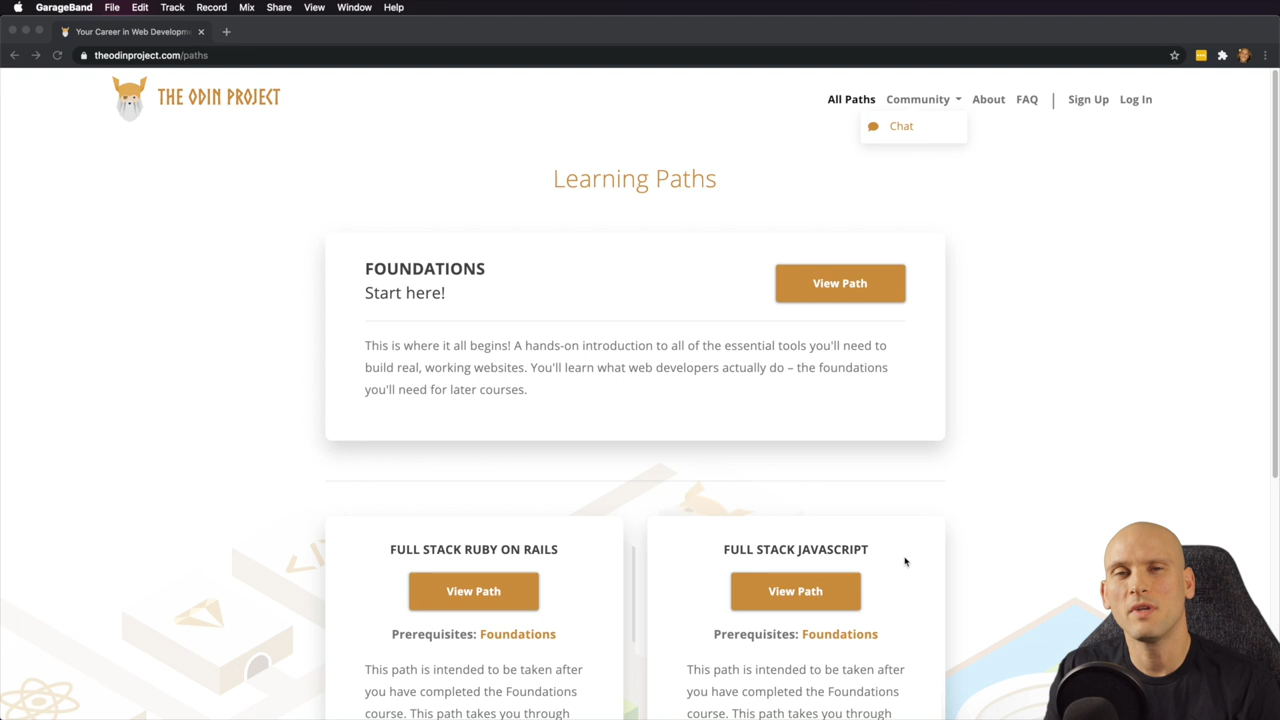 GarageBand File Edit Track Record Mix Share View Window Help
Your Career in Web Developm
theodinproject.com/paths
THE ODIN PROJECT
All Paths Community About FAQ | Sign Up Log In
Chat
Learning Paths
FOUNDATIONS
Start here!
View Path
This is where it all begins! A hands-on introduction to all of the essential tools you'll need to
build real, working websites. You'll learn what web developers actually do – the foundations
you'll need for later courses.
FULL STACK RUBY ON RAILS
View Path
Prerequisites: Foundations
This path is intended to be taken after
you have completed the Foundations
course. This path takes you through
FULL STACK JAVASCRIPT
View Path
Prerequisites: Foundations
This path is intended to be taken after
you have completed the Foundations
course. This path takes you through